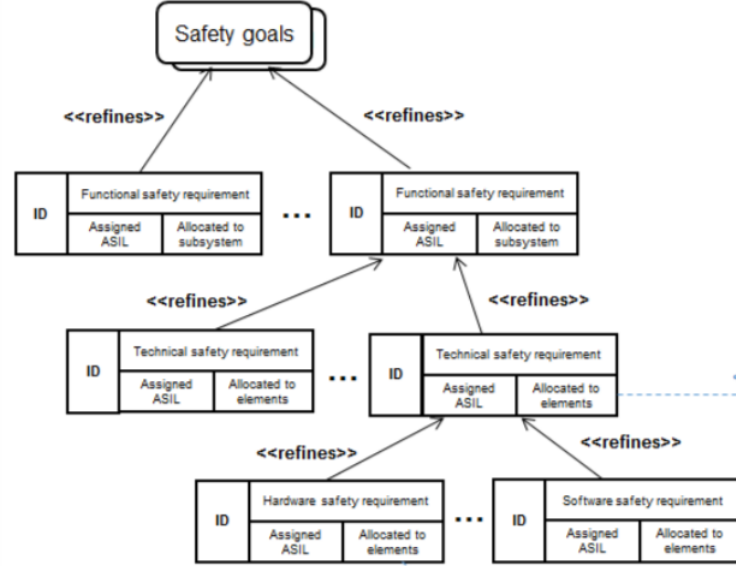 Safety goals
<<refines>>
<<refines>>
ID
Functional safety requirement
Assigned
ASIL
Allocated to
subsystem
...
ID
Functional safety requirement
Assigned
ASIL
Allocated to
subsystem
<<refines>>
<<refines>>
ID
Technical safety requirement
Assigned
ASIL
Allocated to
elements
...
ID
Technical safety requirement
Assigned
ASIL
Allocated to
elements
<<refines>>
<<refines>>
ID
Hardware safety requirement
Assigned
ASIL
Allocated to
elements
...
ID
Software safety requirement
Assigned
ASIL
Allocated to
elements